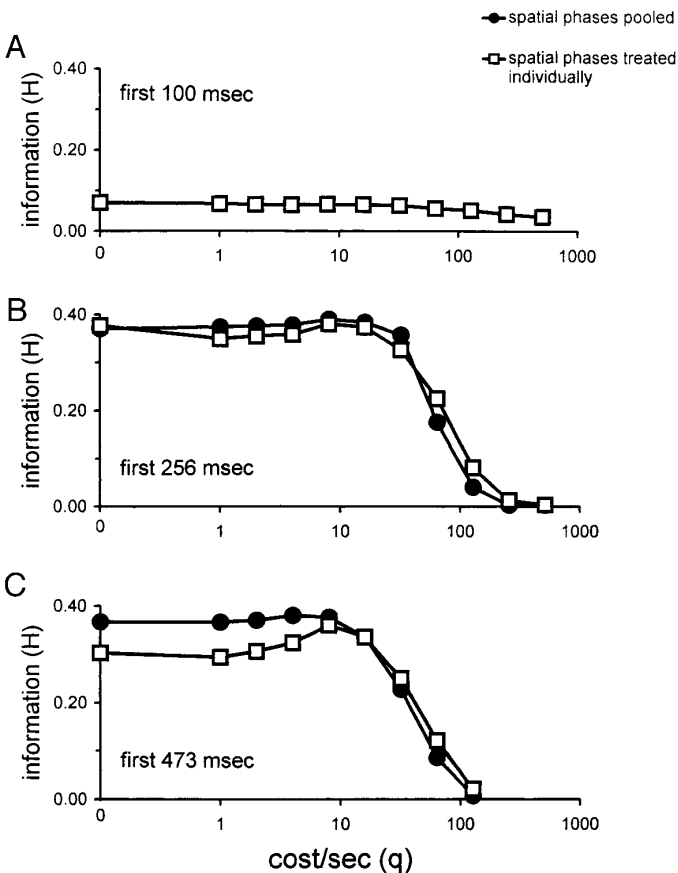 spatial phases pooled
spatial phases treated
individually
A
information (H)
0.40
0.20
0.00
first 100 msec
0
1
10
100
1000
B
information (H)
0.40
0.20
0.00
first 256 msec
0
1
10
100
1000
C
information (H)
0.40
0.20
0.00
first 473 msec
0
1
10
100
1000
cost/sec (q)